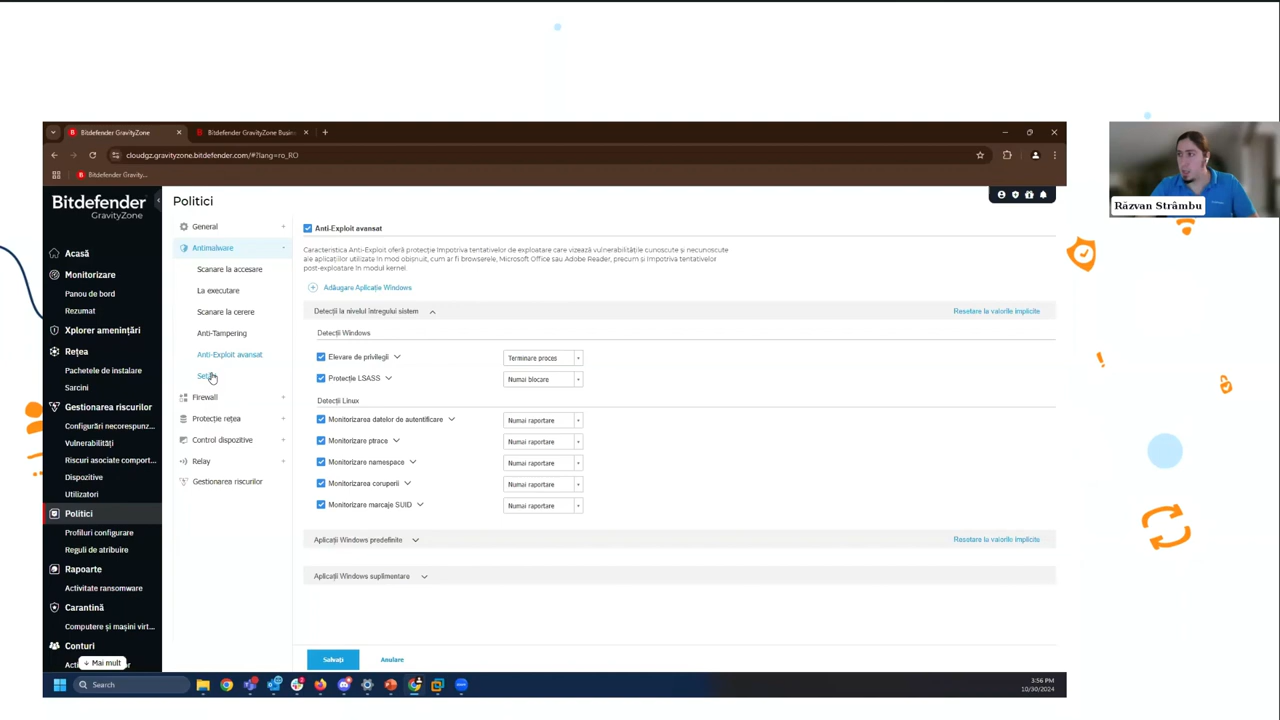 Bitdefender GravityZone
Bitdefender GravityZone Busin
cloudgz.gravityzone.bitdefender.com/#?lang=ro_RO
Bitdefender Gravity...
Bitdefender
GravityZone
Acasă
Monitorizare
Panou de bord
Rezumat
Xplorer amenințări
Rețea
Pachetele de instalare
Sarcini
Gestionarea riscurilor
Configurări necorespunz...
Vulnerabilități
Riscuri asociate comport...
Dispozitive
Utilizatori
Politici
Profiluri configurare
Reguli de atribuire
Rapoarte
Activitate ransomware
Carantină
Computere și mașini virt...
Conturi
Mai mult
Politici
General
Antimalware
Scanare la accesare
La executare
Scanare la cerere
Anti-Tampering
Anti-Exploit avansat
Firewall
Protecție rețea
Control dispozitive
Relay
Gestionarea riscurilor
Anti-Exploit avansat
Caracteristica Anti-Exploit oferă protecție împotriva tentativelor de exploatare care vizează vulnerabilitățile cunoscute și necunoscute
ale aplicațiilor utilizate în mod obișnuit, cum ar fi browserele, Microsoft Office sau Adobe Reader, precum și împotriva tentativelor
post-exploatare în modul kernel.
Adăugare Aplicație Windows
Detecții la nivelul întregului sistem
Resetare la valorile implicite
Detecții Windows
Elevare de privilegii
Terminare proces
Protecție LSASS
Numai blocare
Detecții Linux
Monitorizarea datelor de autentificare
Numai raportare
Monitorizare ptrace
Numai raportare
Monitorizare namespace
Numai raportare
Monitorizarea coruperii
Numai raportare
Monitorizare marcaje SUID
Numai raportare
Aplicații Windows predefinite
Resetare la valorile implicite
Aplicații Windows suplimentare
Salvați
Anulare
Search
3:56 PM
10/30/2024
Răzvan Strâmbu